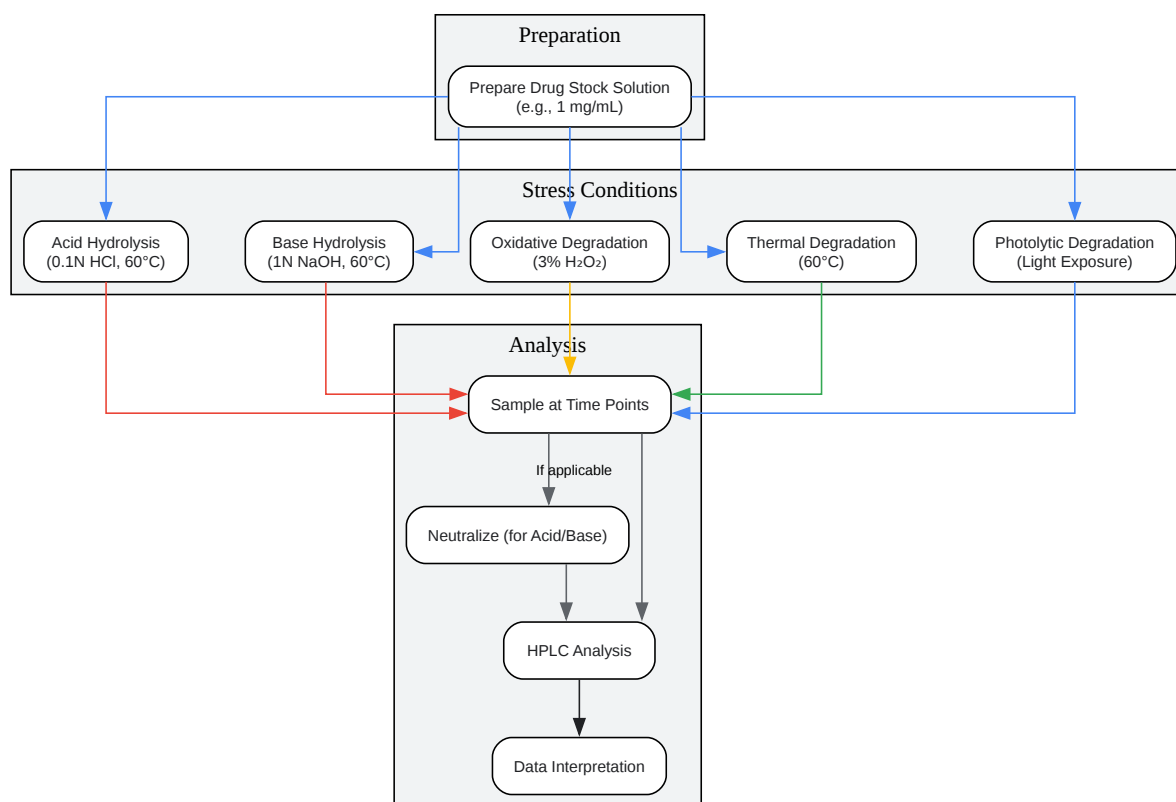 Preparation
Prepare Drug Stock Solution
(e.g., 1 mg/mL)
Stress Conditions
Acid Hydrolysis
(0.1N HCl, 60°C)
Base Hydrolysis
(1N NaOH, 60°C)
Oxidative Degradation
(3% H₂O₂)
Thermal Degradation
(60°C)
Photolytic Degradation
(Light Exposure)
Analysis
Sample at Time Points
If applicable
Neutralize (for Acid/Base)
HPLC Analysis
Data Interpretation